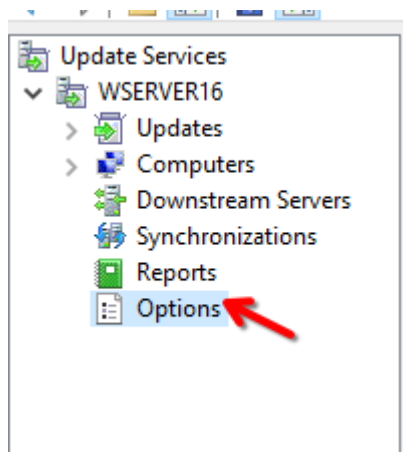 Update Services
WSERVER16
Updates
Computers
Downstream Servers
Synchronizations
Reports
Options